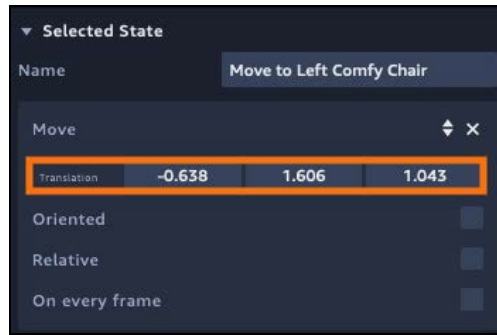 Selected State
Name Move to Left Comfy Chair
Move
Translation -0.638 1.606 1.043
Oriented
Relative
On every frame